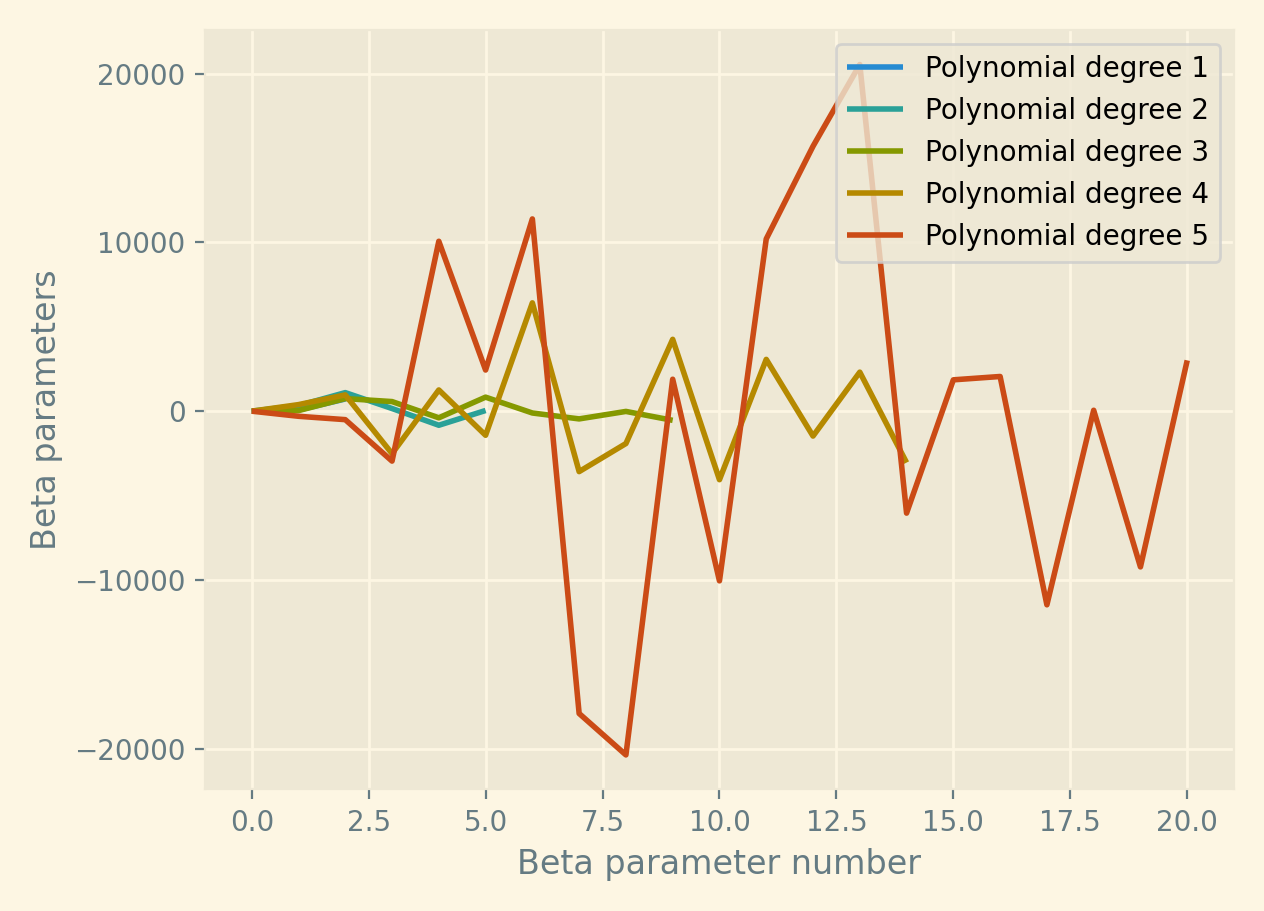 20000
10000
0
−10000
−20000
Beta parameters
0.0 2.5 5.0 7.5 10.0 12.5 15.0 17.5 20.0
Beta parameter number
Polynomial degree 1
Polynomial degree 2
Polynomial degree 3
Polynomial degree 4
Polynomial degree 5